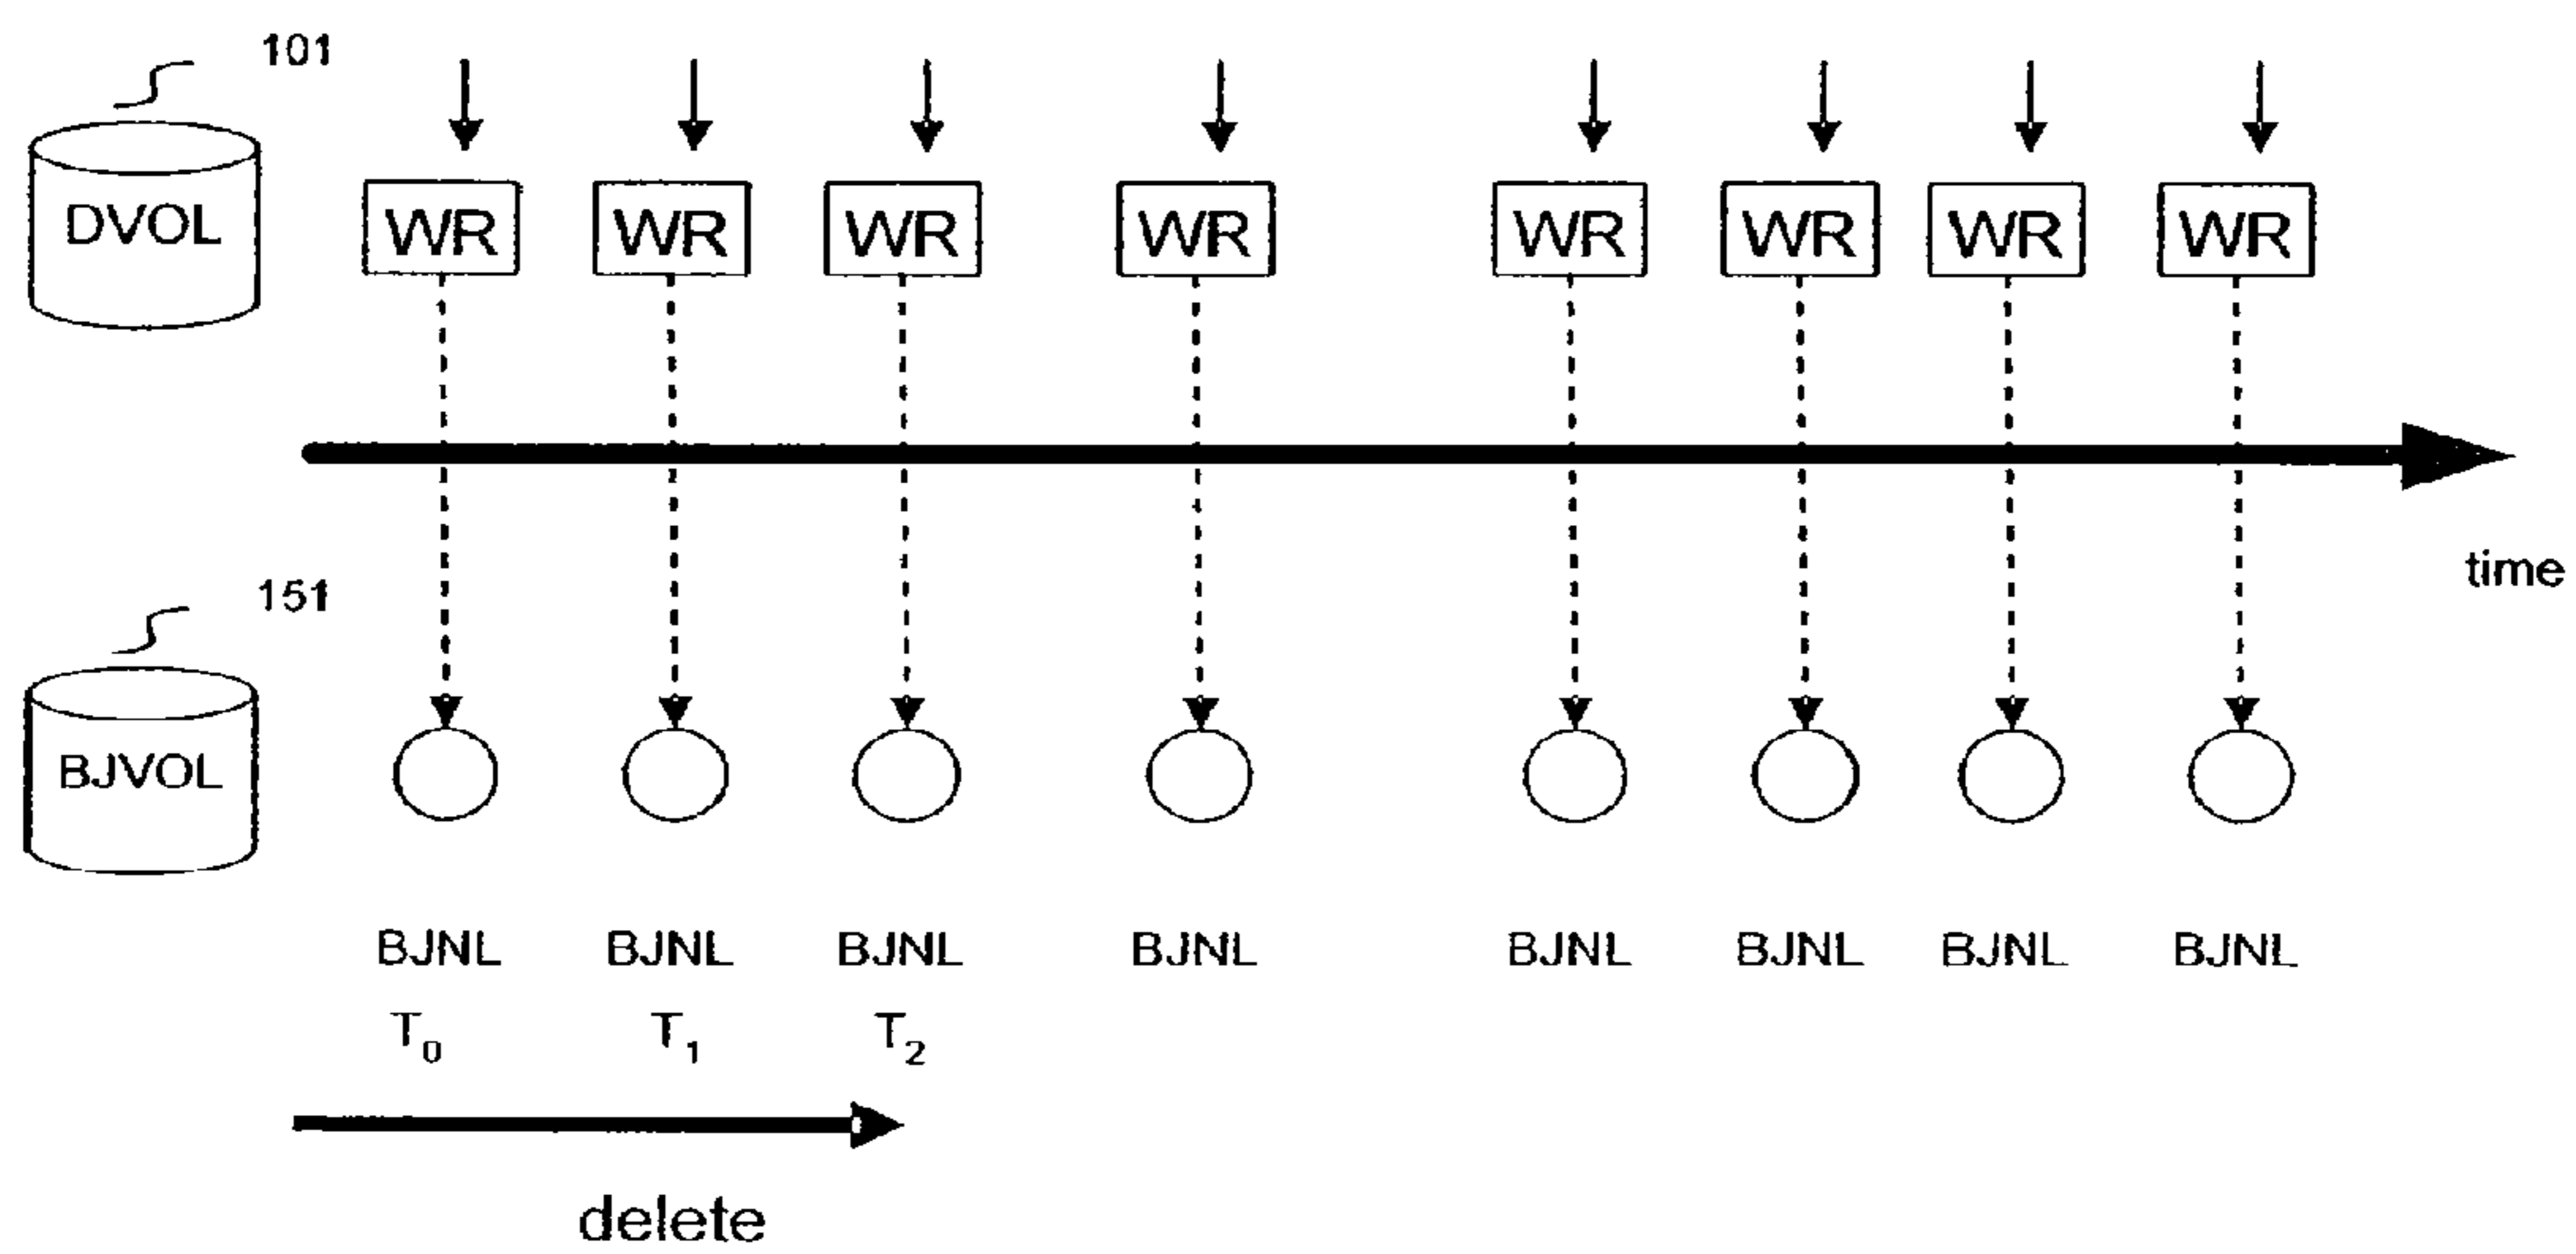 101
DVOL WR WR WR WR WR WR WR WR
time
151
BJVOL
BJNL BJNL BJNL BJNL BJNL BJNL BJNL BJNL
T0 T1 T2
delete